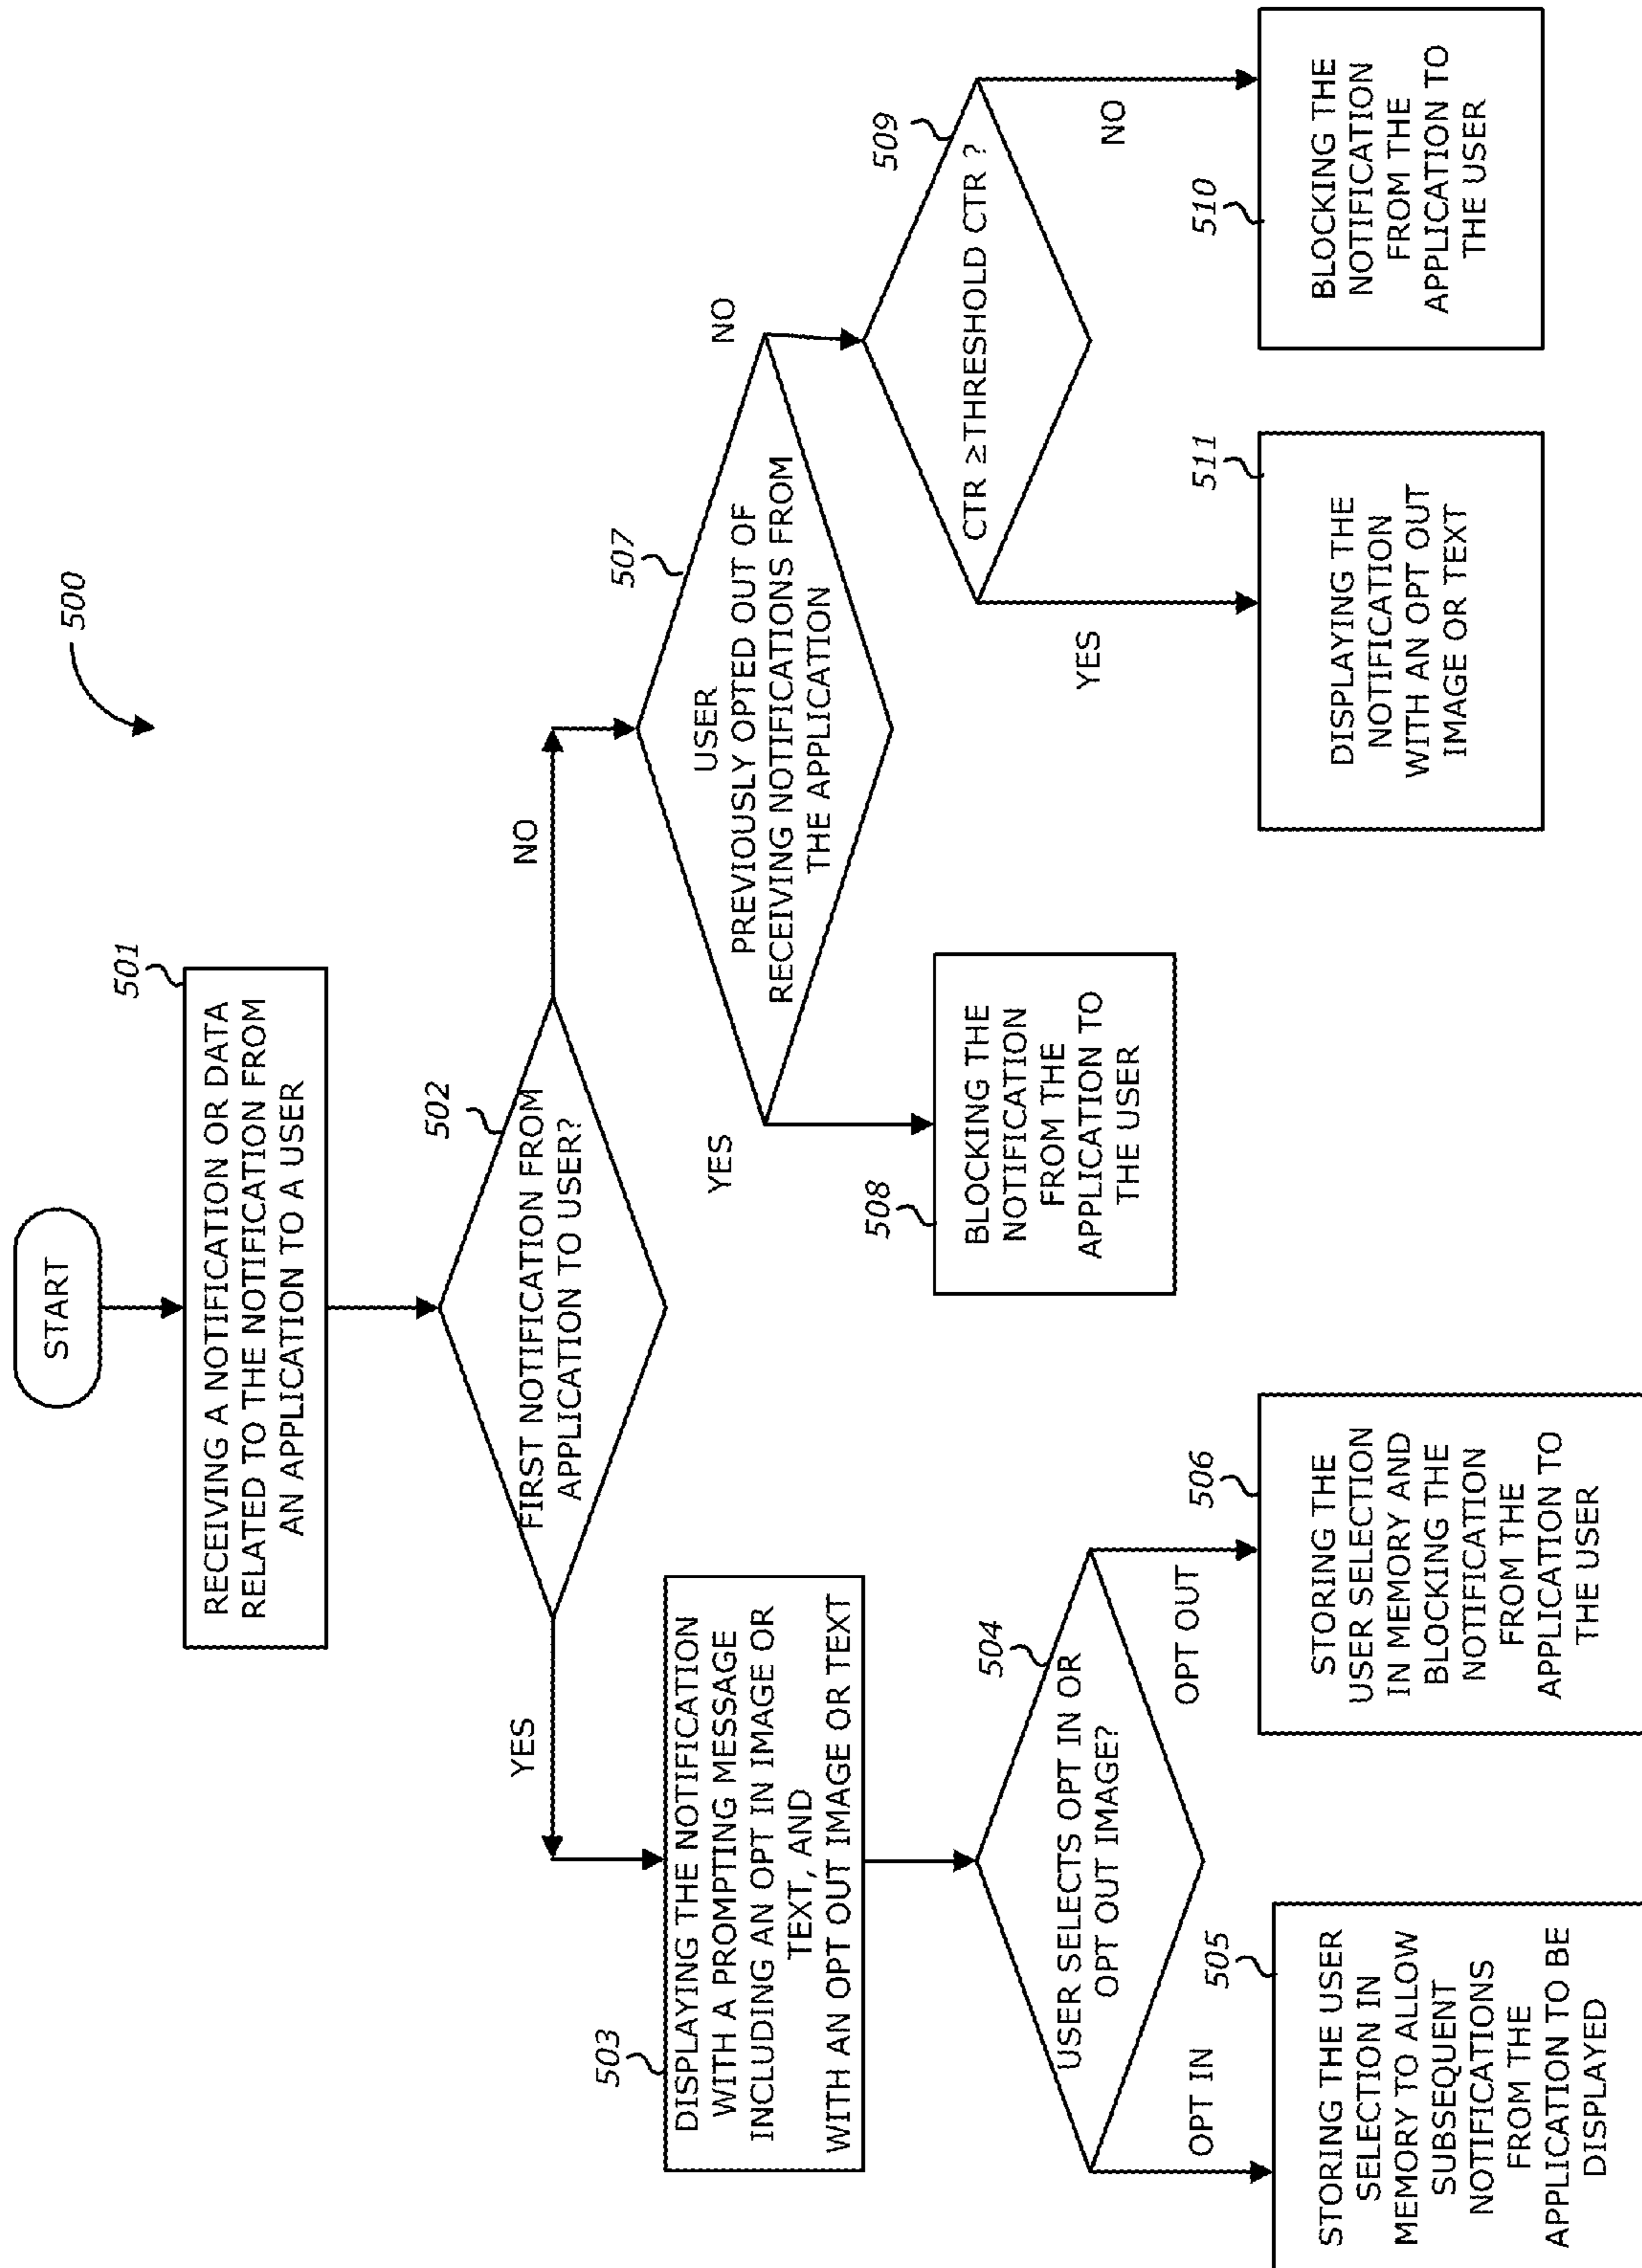 500
START
501
RECEIVING A NOTIFICATION OR DATA
RELATED TO THE NOTIFICATION FROM
AN APPLICATION TO A USER
502
FIRST NOTIFICATION FROM
APPLICATION TO USER?
YES
NO
503
DISPLAYING THE NOTIFICATION
WITH A PROMPTING MESSAGE
INCLUDING AN OPT IN IMAGE OR
TEXT, AND
WITH AN OPT OUT IMAGE OR TEXT
504
USER SELECTS OPT IN OR
OPT OUT IMAGE?
OPT IN
OPT OUT
505
STORING THE USER
SELECTION IN
MEMORY TO ALLOW
SUBSEQUENT
NOTIFICATIONS
FROM THE
APPLICATION TO BE
DISPLAYED
506
STORING THE
USER SELECTION
IN MEMORY AND
BLOCKING THE
NOTIFICATION
FROM THE
APPLICATION TO
THE USER
507
USER
PREVIOUSLY OPTED OUT OF
RECEIVING NOTIFICATIONS FROM
THE APPLICATION
YES
NO
508
BLOCKING THE
NOTIFICATION
FROM THE
APPLICATION TO
THE USER
509
CTR ≥THRESHOLD CTR ?
YES
NO
511
DISPLAYING THE
NOTIFICATION
WITH AN OPT OUT
IMAGE OR TEXT
510
BLOCKING THE
NOTIFICATION
FROM THE
APPLICATION TO
THE USER